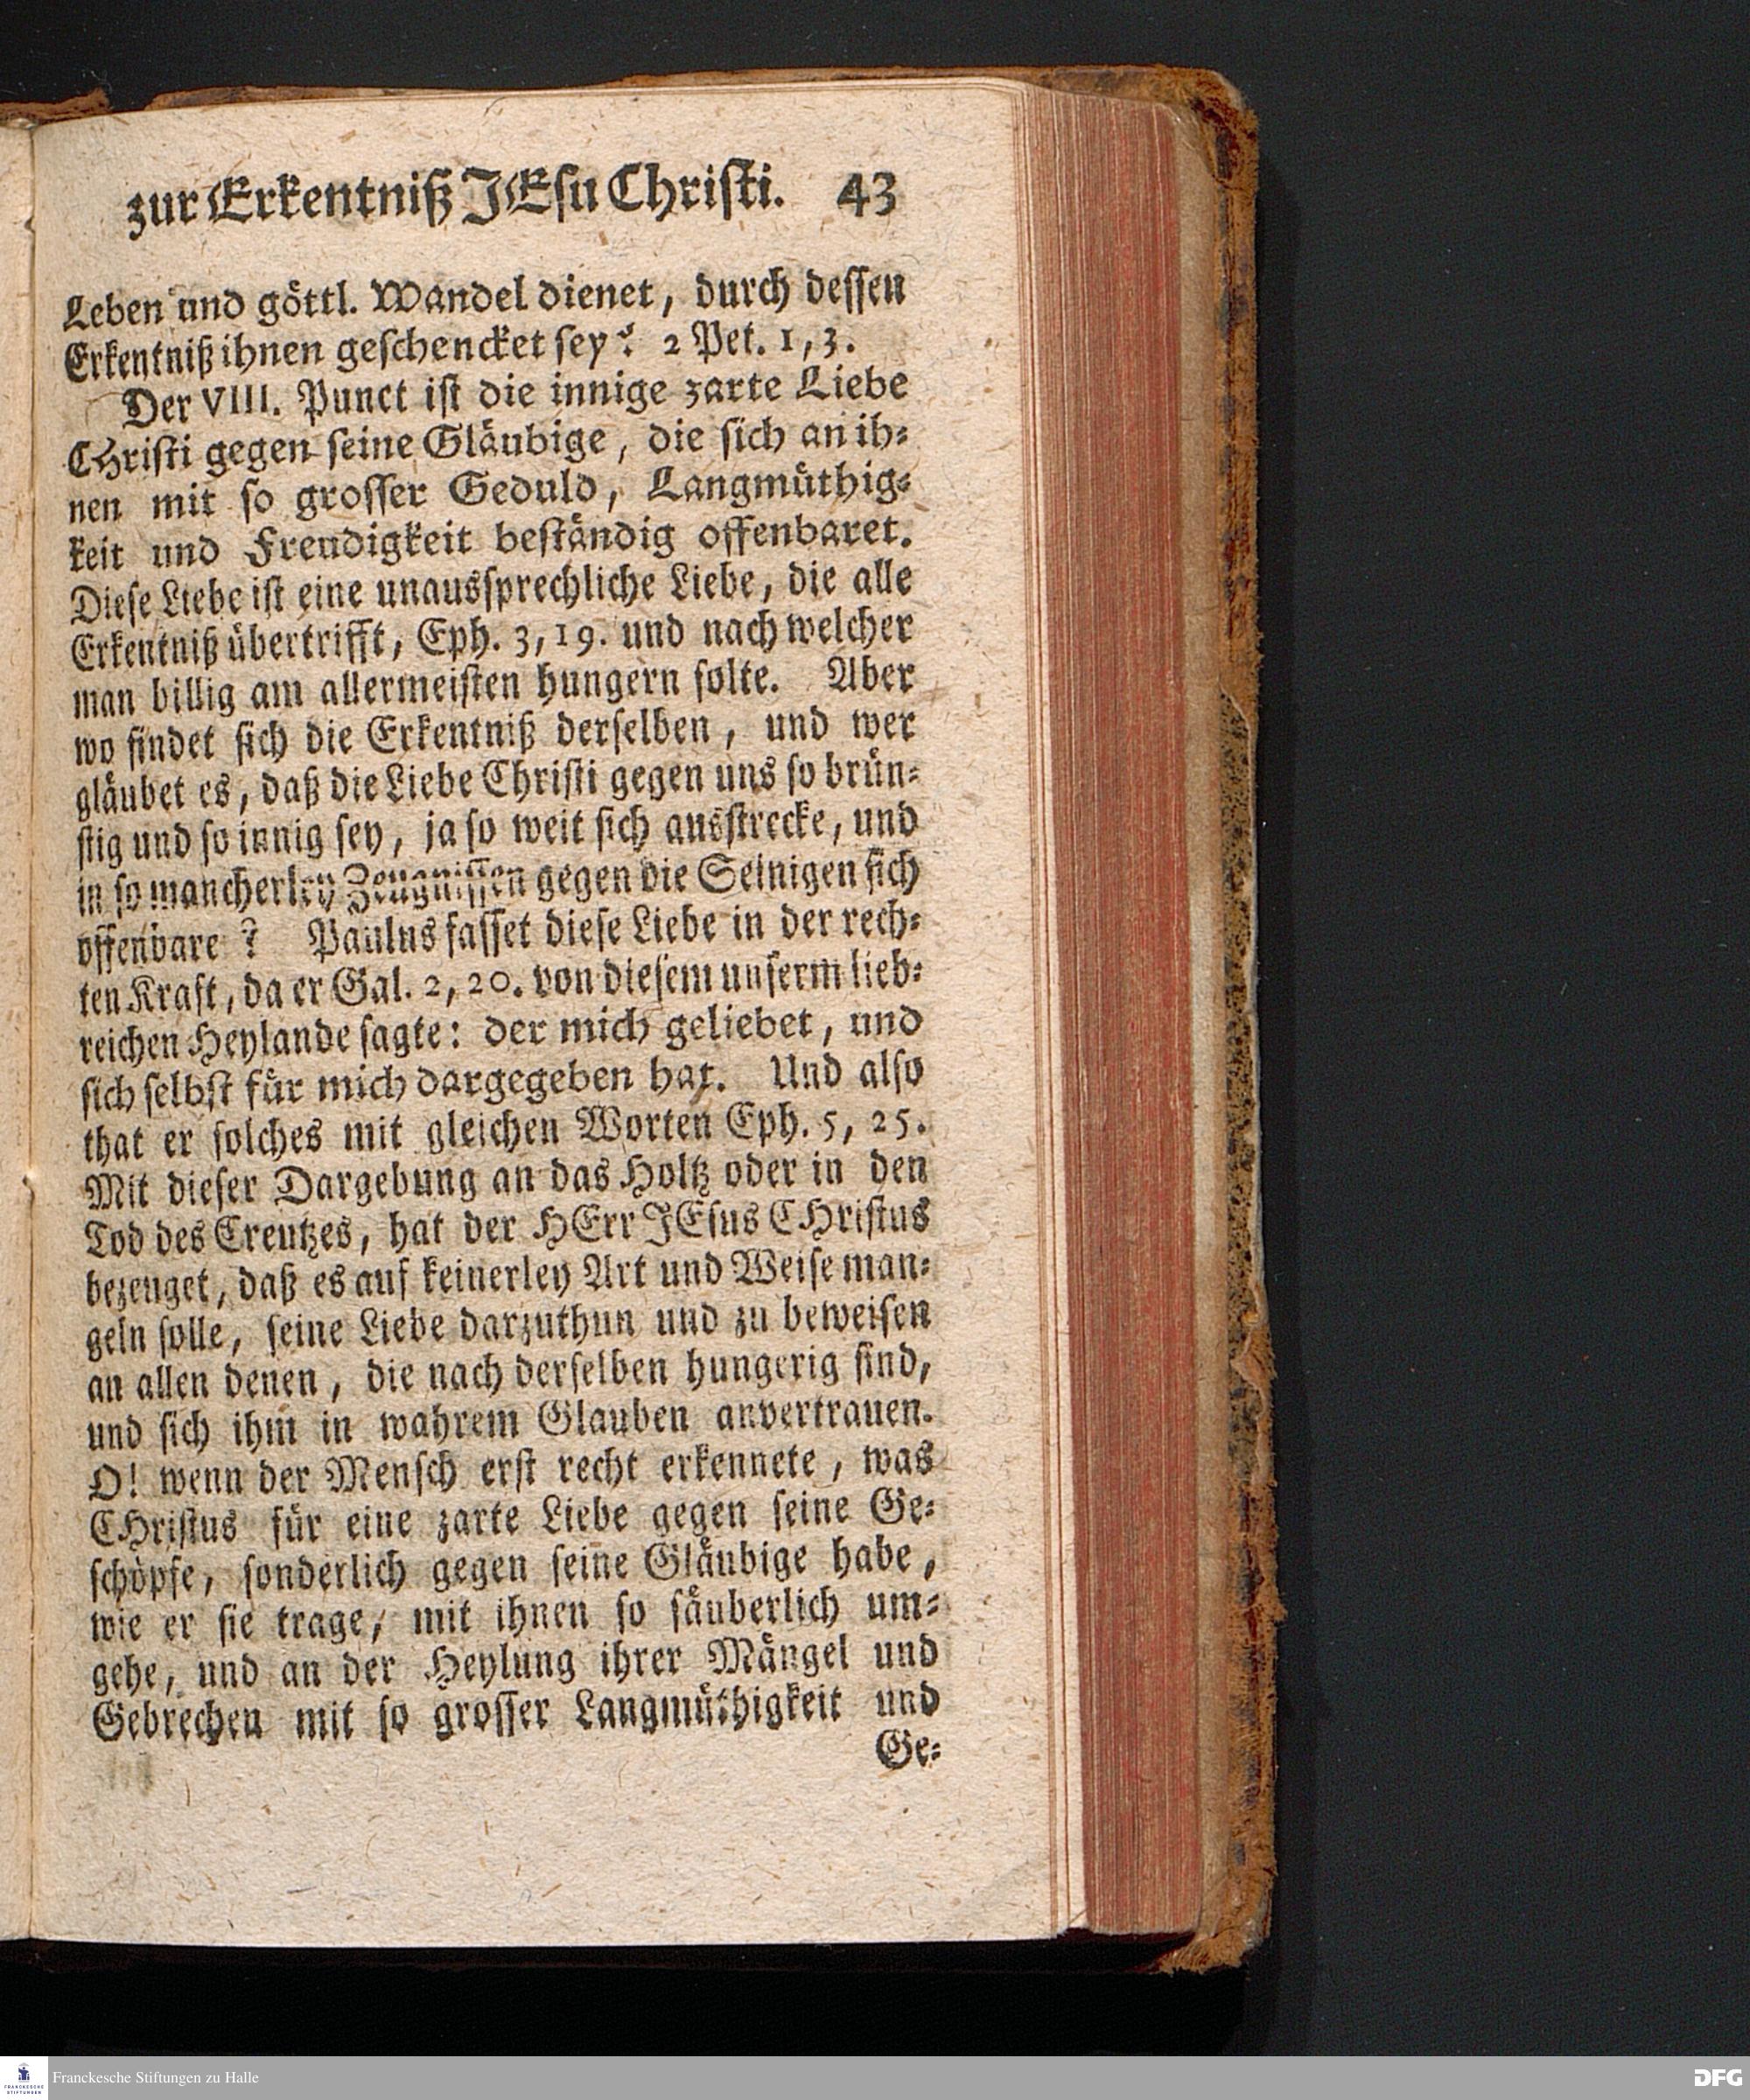 zur Erkentniß JEsu Christi. 43
Leben und göttl. Wandel dienet, durch dessen
Erkentniß ihnen geschencket sey? 2 Pet. 1, 3.
Der VIII. Punct ist die innige zarte Liebe
CHristi gegen seine Gläubige, die sich an ih-
nen mit so grosser Geduld, Langmüthig-
keit und Freudigkeit beständig offenbaret.
Diese Liebe ist eine unaussprechliche Liebe, die alle
Erkentniß übertrifft, Eph. 3, 19. und nach welcher
man billig am allermeisten hungern solte. Aber
wo findet sich die Erkentniß derselben, und wer
gläubet es, daß die Liebe Christi gegen uns so brün-
stig und so innig sey, ja so weit sich ausstrecke, und
in so mancherley Zeugnissen gegen die Seinigen sich
offenbare? Paulus fasset diese Liebe in der rech-
ten Kraft, da er Gal. 2, 20. von diesem unserm lieb-
reichen Heylande sagte: der mich geliebet, und
sich selbst für mich dargegeben hat. Und also
that er solches mit gleichen Worten Eph. 5, 25.
Mit dieser Dargebung an das Holtz oder in den
Tod des Creutzes, hat der HErr JEsus CHristus
bezeuget, daß es auf keinerley Art und Weise man-
geln solle, seine Liebe darzuthun und zu beweisen
an allen denen, die nach derselben hungerig sind,
und sich ihm in wahrem Glauben anvertrauen.
O! wenn der Mensch erst recht erkennete, was
CHristus für eine zarte Liebe gegen seine Ge-
schöpfe, sonderlich gegen seine Gläubige habe,
wie er sie trage, mit ihnen so säuberlich um-
gehe, und an der Heylung ihrer Mängel und
Gebrechen mit so grosser Langmüthigkeit und
Ge-
FRANCKESCHE STIFTUNGEN
Franckesche Stiftungen zu Halle
DFG